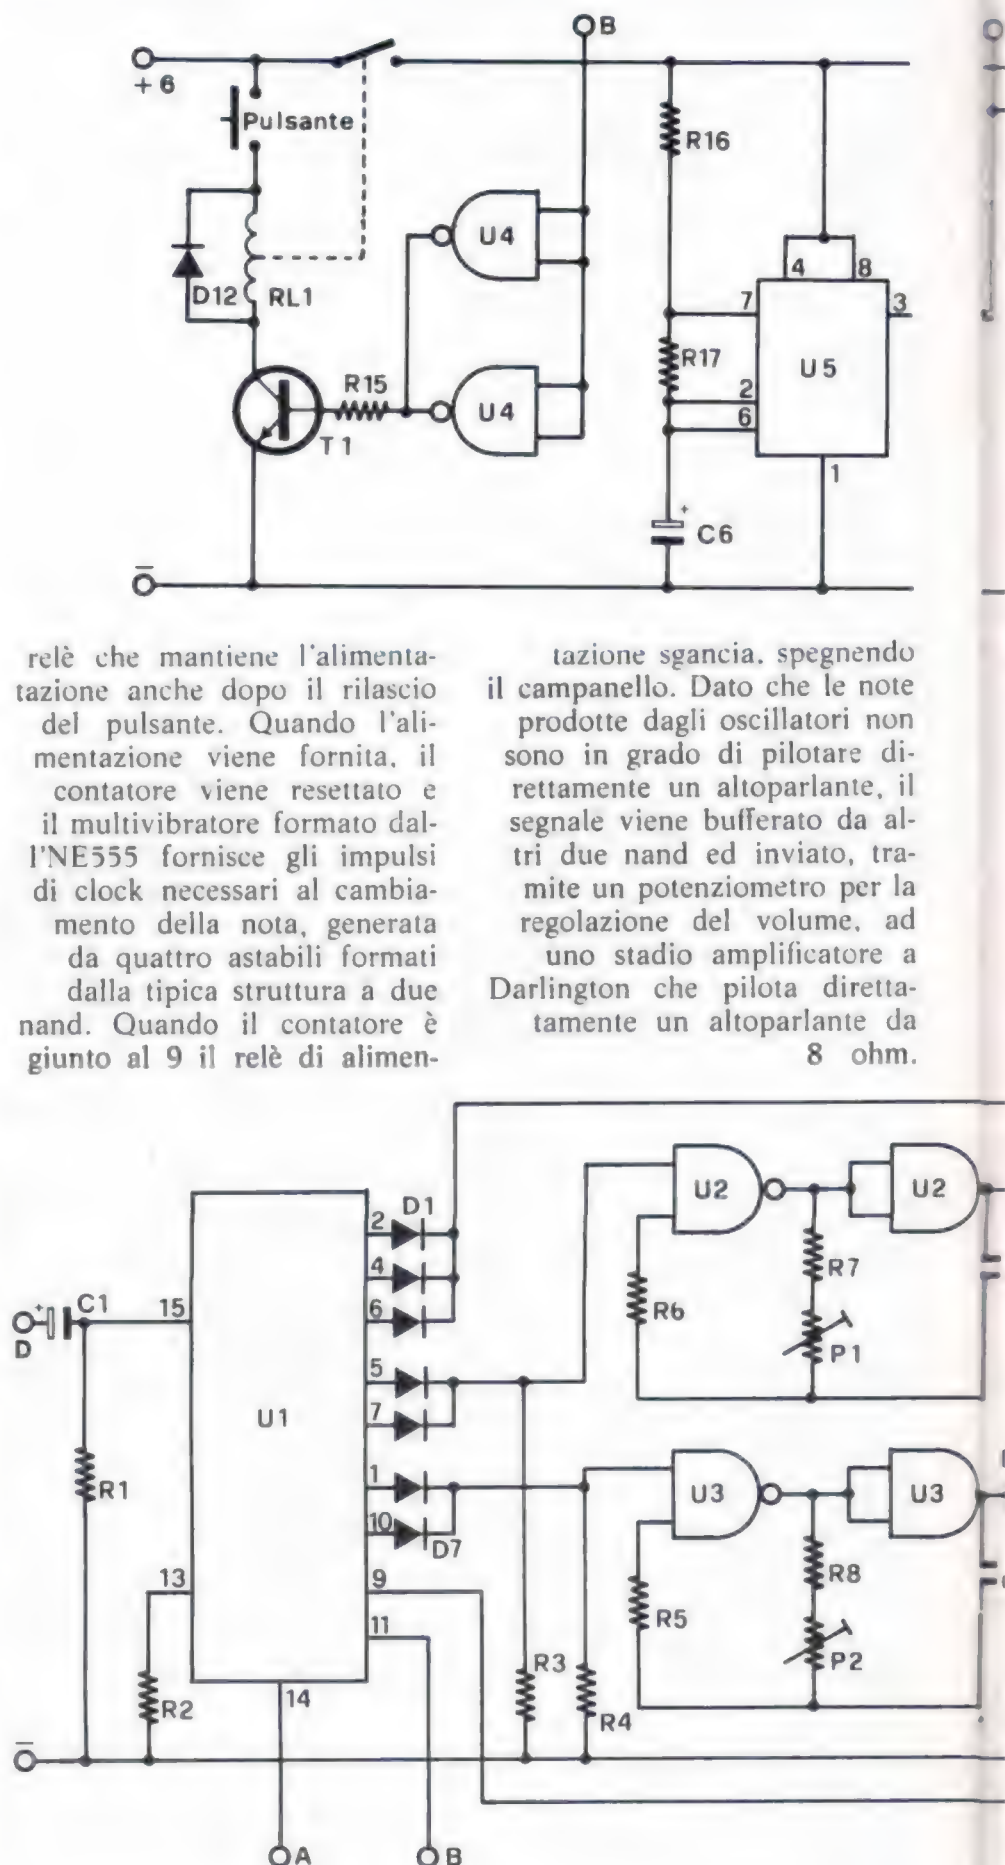 B
+ 6
Pulsante
R16
U4
4
8
D12
RL1
7
3
R17
U5
R15
2
U4
6
T1
1
+
C6
–
relè che mantiene l'alimenta-
tazione anche dopo il rilascio
del pulsante. Quando l'ali-
mentazione viene fornita, il
contatore viene resettato e
il multivibratore formato dal-
l'NE555 fornisce gli impulsi
di clock necessari al cambia-
mento della nota, generata
da quattro astabili formati
dalla tipica struttura a due
nand. Quando il contatore è
giunto al 9 il relè di alimen-
tazione sgancia, spegnendo
il campanello. Dato che le note
prodotte dagli oscillatori non
sono in grado di pilotare di-
rettamente un altoparlante, il
segnale viene bufferato da al-
tri due nand ed inviato, tra-
mite un potenziometro per la
regolazione del volume, ad
uno stadio amplificatore a
Darlington che pilota diretta-
tamente un altoparlante da
8 ohm.
2
D1
U2
U2
4
R7
+
C1
15
6
R6
D
P1
5
U1
7
R1
1
U3
U3
10
D7
13
9
R8
R5
11
P2
R3
R2
14
R4
–
A
B